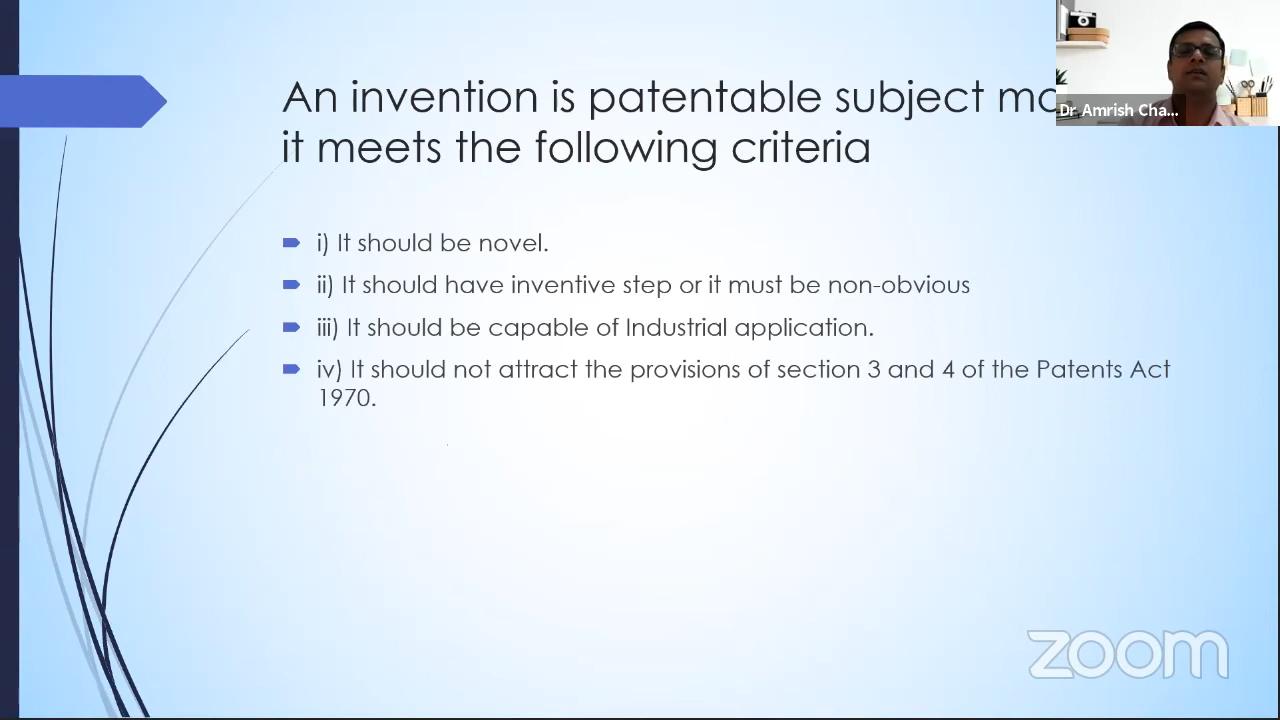 An invention is patentable subject
it meets the following criteria
i) It should be novel.
ii) It should have inventive step or it must be non-obvious
iii) It should be capable of Industrial application.
iv) It should not attract the provisions of section 3 and 4 of the Patents Act
1970.
Dr Amrish Cha...
zoom